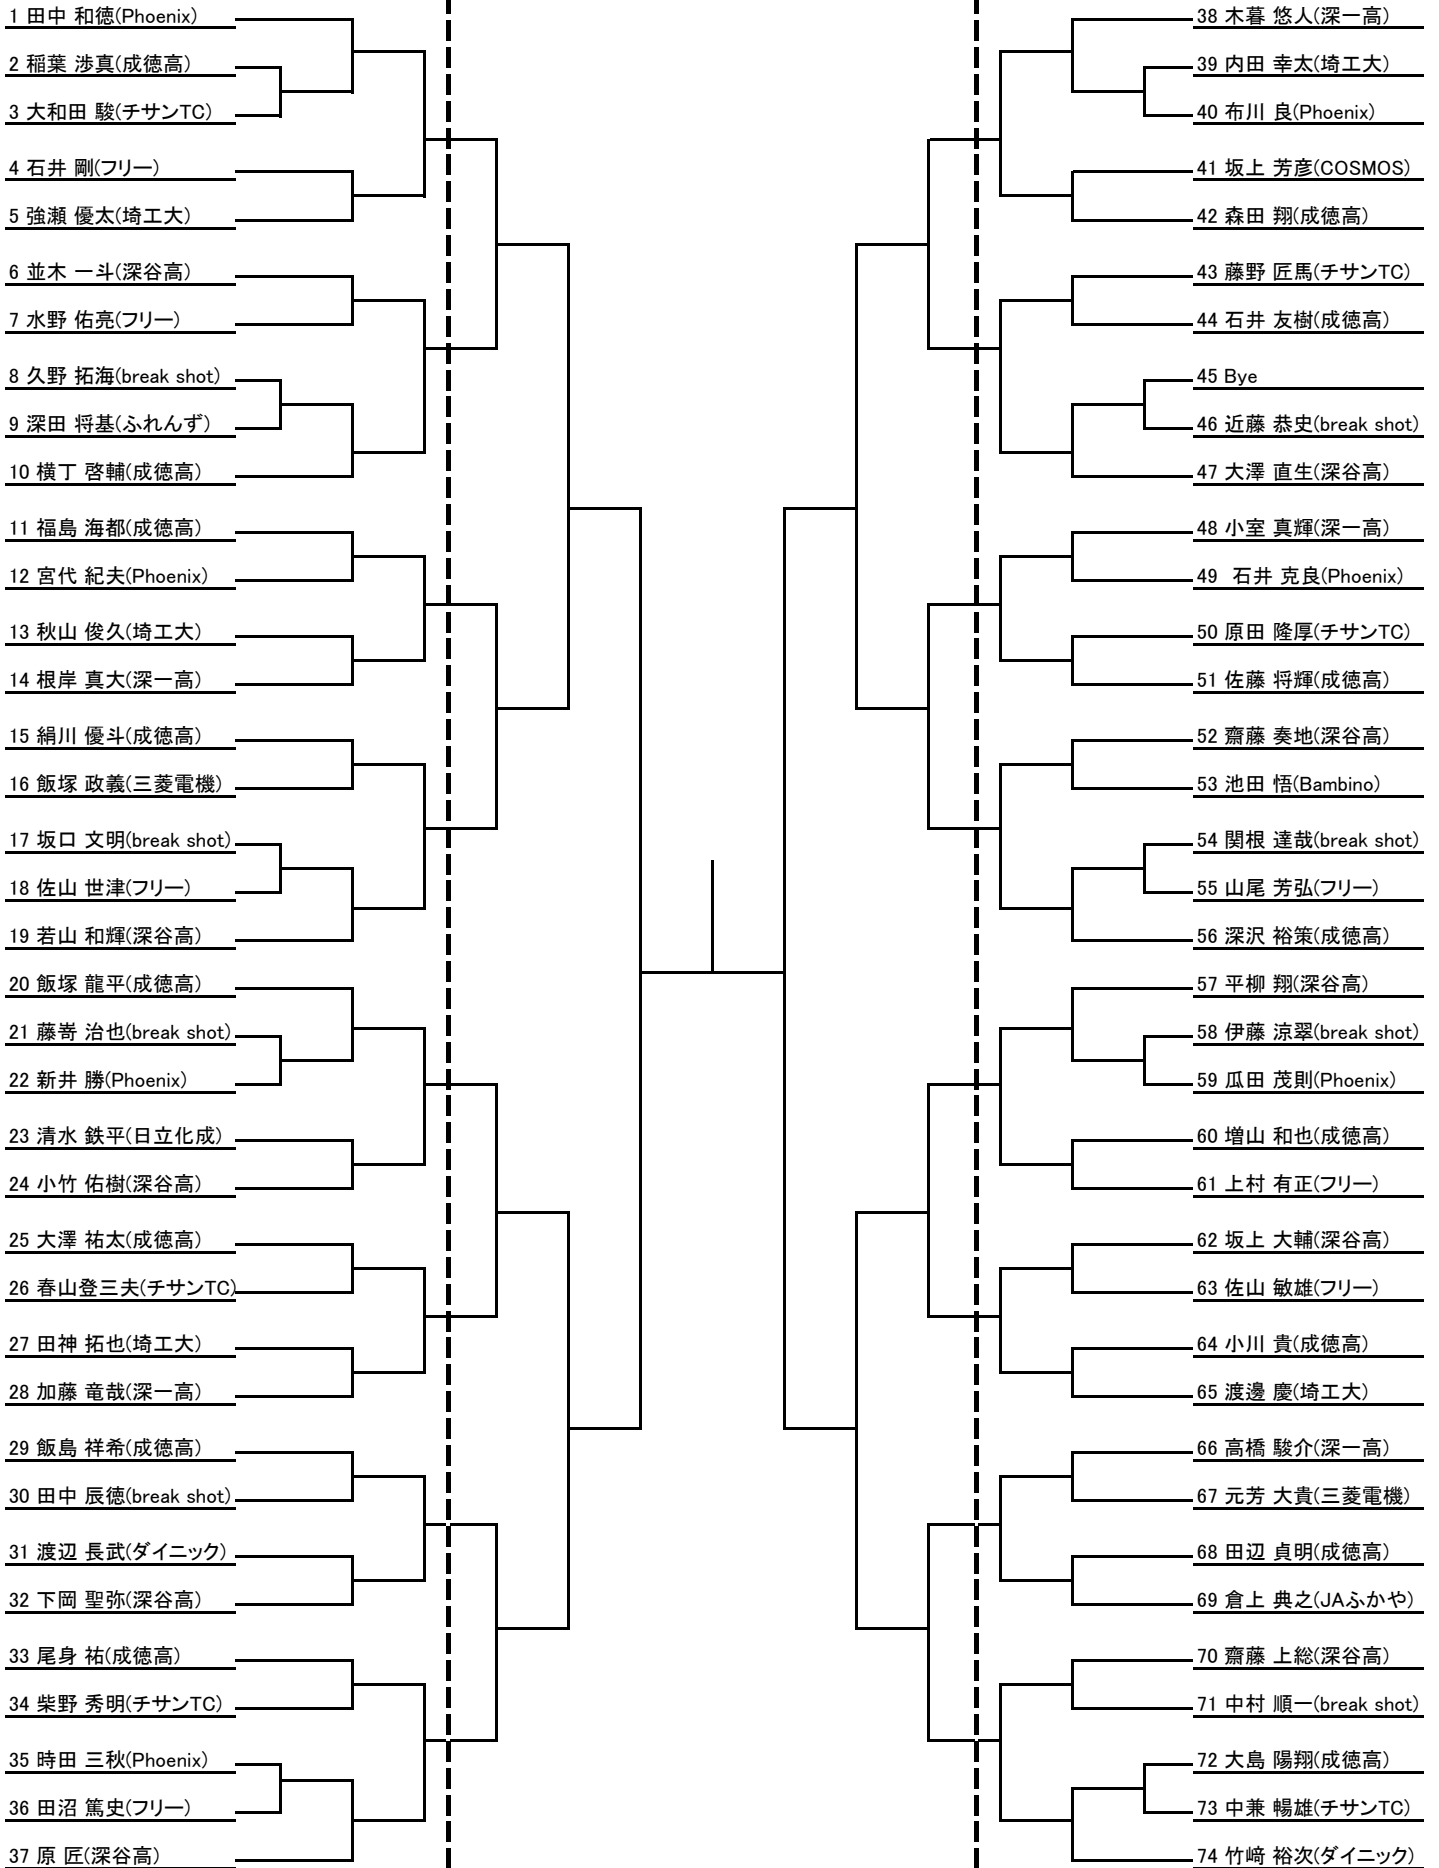 1 田中 和徳(Phoenix)
2 稲葉 渉真(成徳高)
3 大和田 駿(チサンTC)
4 石井 剛(フリー)
5 強瀬 優太(埼工大)
6 並木 一斗(深谷高)
7 水野 佑亮(フリー)
8 久野 拓海(break shot)
9 深田 将基(ふれんず)
10 横丁 啓輔(成徳高)
11 福島 海都(成徳高)
12 宮代 紀夫(Phoenix)
13 秋山 俊久(埼工大)
14 根岸 真大(深一高)
15 絹川 優斗(成徳高)
16 飯塚 政義(三菱電機)
17 坂口 文明(break shot)
18 佐山 世津(フリー)
19 若山 和輝(深谷高)
20 飯塚 龍平(成徳高)
21 藤嵜 治也(break shot)
22 新井 勝(Phoenix)
23 清水 鉄平(日立化成)
24 小竹 佑樹(深谷高)
25 大澤 祐太(成徳高)
26 春山登三夫(チサンTC)
27 田神 拓也(埼工大)
28 加藤 竜哉(深一高)
29 飯島 祥希(成徳高)
30 田中 辰徳(break shot)
31 渡辺 長武(ダイニック)
32 下岡 聖弥(深谷高)
33 尾身 祐(成徳高)
34 柴野 秀明(チサンTC)
35 時田 三秋(Phoenix)
36 田沼 篤史(フリー)
37 原 匠(深谷高)
38 木暮 悠人(深一高)
39 内田 幸太(埼工大)
40 布川 良(Phoenix)
41 坂上 芳彦(COSMOS)
42 森田 翔(成徳高)
43 藤野 匠馬(チサンTC)
44 石井 友樹(成徳高)
45 Bye
46 近藤 恭史(break shot)
47 大澤 直生(深谷高)
48 小室 真輝(深一高)
49 石井 克良(Phoenix)
50 原田 隆厚(チサンTC)
51 佐藤 将輝(成徳高)
52 齋藤 奏地(深谷高)
53 池田 悟(Bambino)
54 関根 達哉(break shot)
55 山尾 芳弘(フリー)
56 深沢 裕策(成徳高)
57 平柳 翔(深谷高)
58 伊藤 涼翠(break shot)
59 瓜田 茂則(Phoenix)
60 増山 和也(成徳高)
61 上村 有正(フリー)
62 坂上 大輔(深谷高)
63 佐山 敏雄(フリー)
64 小川 貴(成徳高)
65 渡邊 慶(埼工大)
66 高橋 駿介(深一高)
67 元芳 大貴(三菱電機)
68 田辺 貞明(成徳高)
69 倉上 典之(JAふかや)
70 齋藤 上総(深谷高)
71 中村 順一(break shot)
72 大島 陽翔(成徳高)
73 中兼 暢雄(チサンTC)
74 竹﨑 裕次(ダイニック)